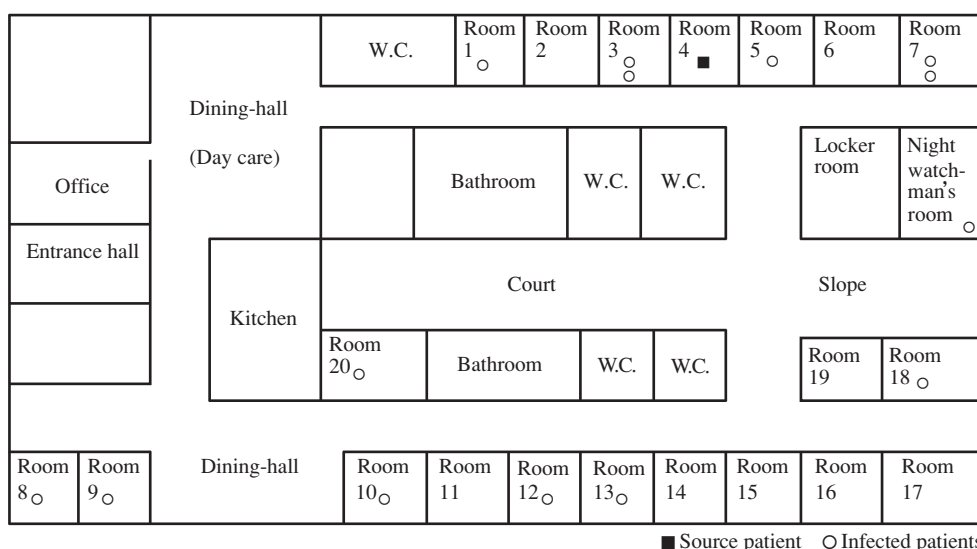 W.C.
Room
1
Room
2
Room
3
Room
4
Room
5
Room
6
Room
7
Dining-hall
(Day care)
Office
Entrance hall
Bathroom
W.C.
W.C.
Locker
room
Night
watch-
man's
room
Kitchen
Court
Slope
Room
20
Bathroom
W.C.
W.C.
Room
19
Room
18
Room
8
Room
9
Dining-hall
Room
10
Room
11
Room
12
Room
13
Room
14
Room
15
Room
16
Room
17
Source patient
Infected patients